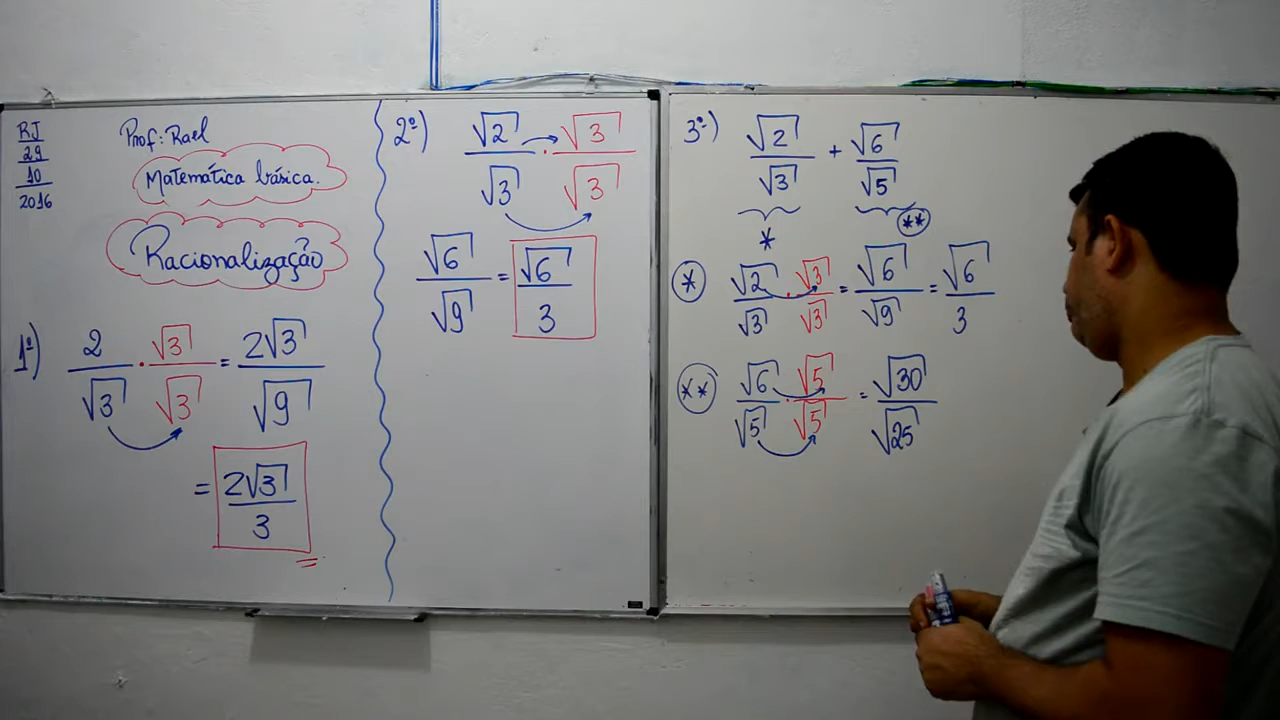 RJ
29
10
2016
Prof: Rael
Matemática básica.
Racionalização
1º) 2/√3 · √3/√3 = 2√3/√9
= 2√3/3
2º) √2/√3 · √3/√3
√6/√9 = √6/3
3º) √2/√3 + √6/√5
* **
* √2/√3 · √3/√3 = √6/√9 = √6/3
** √6/√5 · √5/√5 = √30/√25